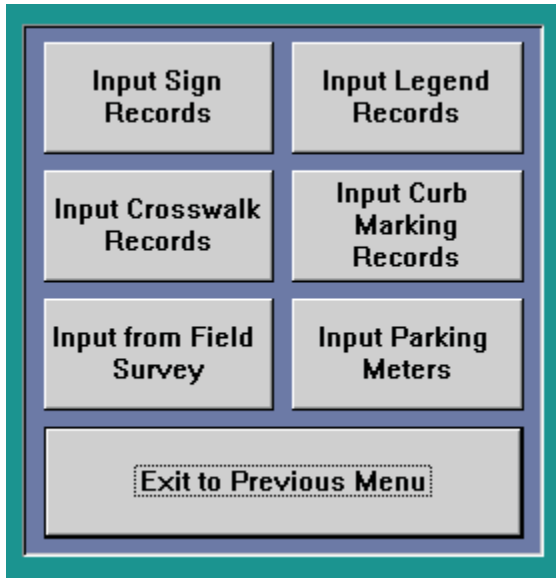 Input Sign
Records
Input Legend
Records
Input Crosswalk
Records
Input Curb
Marking
Records
Input from Field
Survey
Input Parking
Meters
Exit to Previous Menu